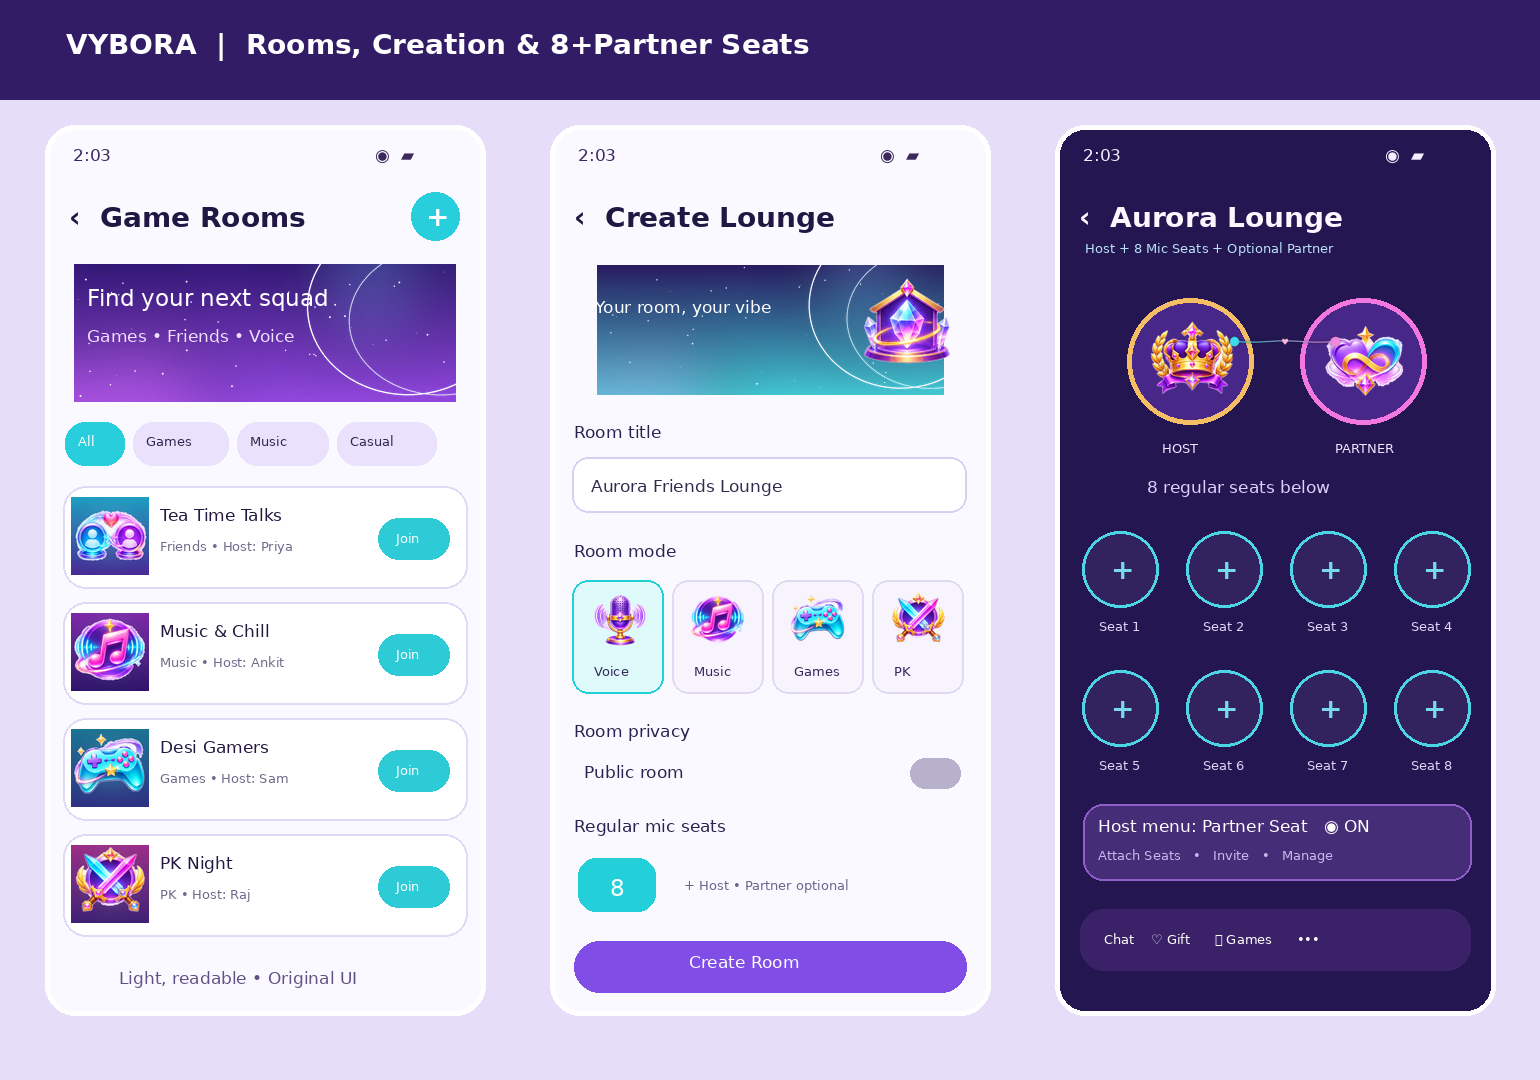 VYBORA | Rooms, Creation & 8+Partner Seats
2:03
‹ Game Rooms +
Find your next squad
Games • Friends • Voice
All Games Music Casual
Tea Time Talks
Friends • Host: Priya
Join
Music & Chill
Music • Host: Ankit
Join
Desi Gamers
Games • Host: Sam
Join
PK Night
PK • Host: Raj
Join
Light, readable • Original UI
2:03
‹ Create Lounge
Your room, your vibe
Room title
Aurora Friends Lounge
Room mode
Voice Music Games PK
Room privacy
Public room
Regular mic seats
8 + Host • Partner optional
Create Room
2:03
‹ Aurora Lounge
Host + 8 Mic Seats + Optional Partner
HOST PARTNER
8 regular seats below
+ + + +
Seat 1 Seat 2 Seat 3 Seat 4
+ + + +
Seat 5 Seat 6 Seat 7 Seat 8
Host menu: Partner Seat ◉ ON
Attach Seats • Invite • Manage
Chat ♡ Gift Games •••